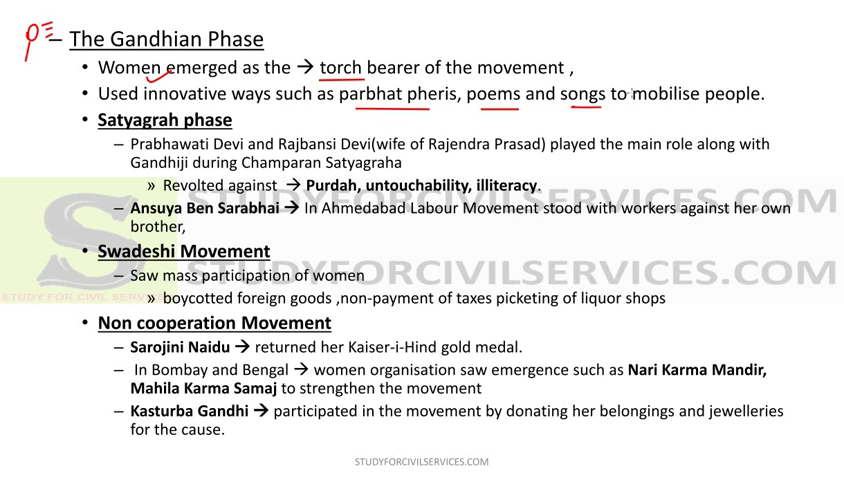 – The Gandhian Phase
• Women emerged as the → torch bearer of the movement ,
• Used innovative ways such as parbhat pheris, poems and songs to mobilise people.
• Satyagrah phase
– Prabhawati Devi and Rajbansi Devi(wife of Rajendra Prasad) played the main role along with
Gandhiji during Champaran Satyagraha
» Revolted against → Purdah, untouchability, illiteracy.
– Ansuya Ben Sarabhai → In Ahmedabad Labour Movement stood with workers against her own
brother,
• Swadeshi Movement
– Saw mass participation of women
» boycotted foreign goods ,non-payment of taxes picketing of liquor shops
• Non cooperation Movement
– Sarojini Naidu → returned her Kaiser-i-Hind gold medal.
– In Bombay and Bengal → women organisation saw emergence such as Nari Karma Mandir,
Mahila Karma Samaj to strengthen the movement
– Kasturba Gandhi → participated in the movement by donating her belongings and jewelleries
for the cause.
STUDYFORCIVILSERVICES.COM
STUDYFORCIVILSERVICES.COM
STUDYFORCIVILSERVICES.COM